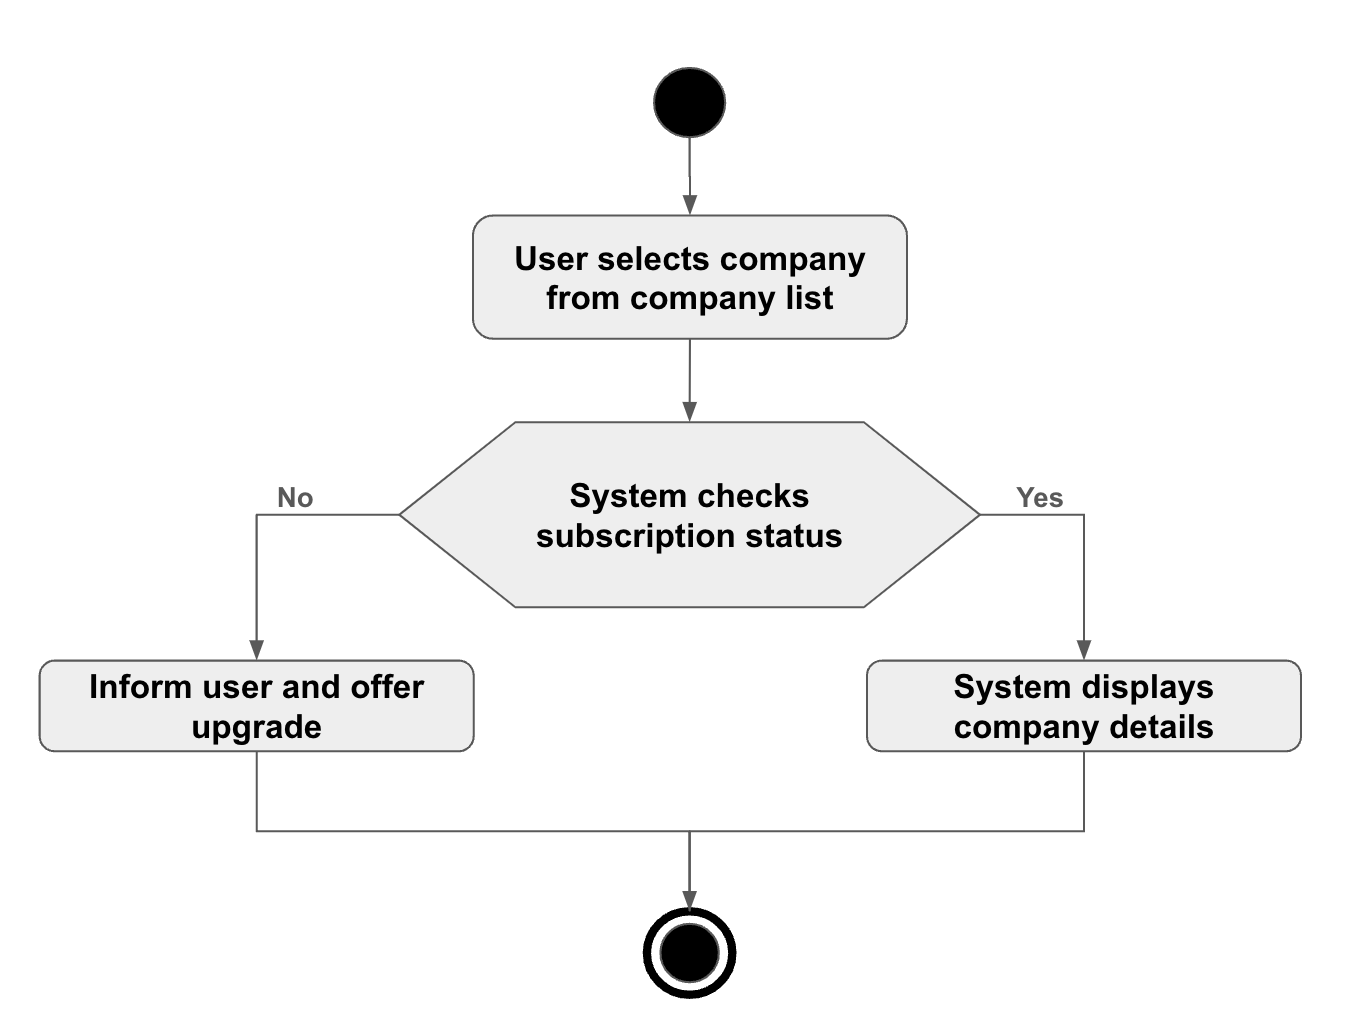 User selects company
from company list
System checks
subscription status
No
Yes
Inform user and offer
upgrade
System displays
company details